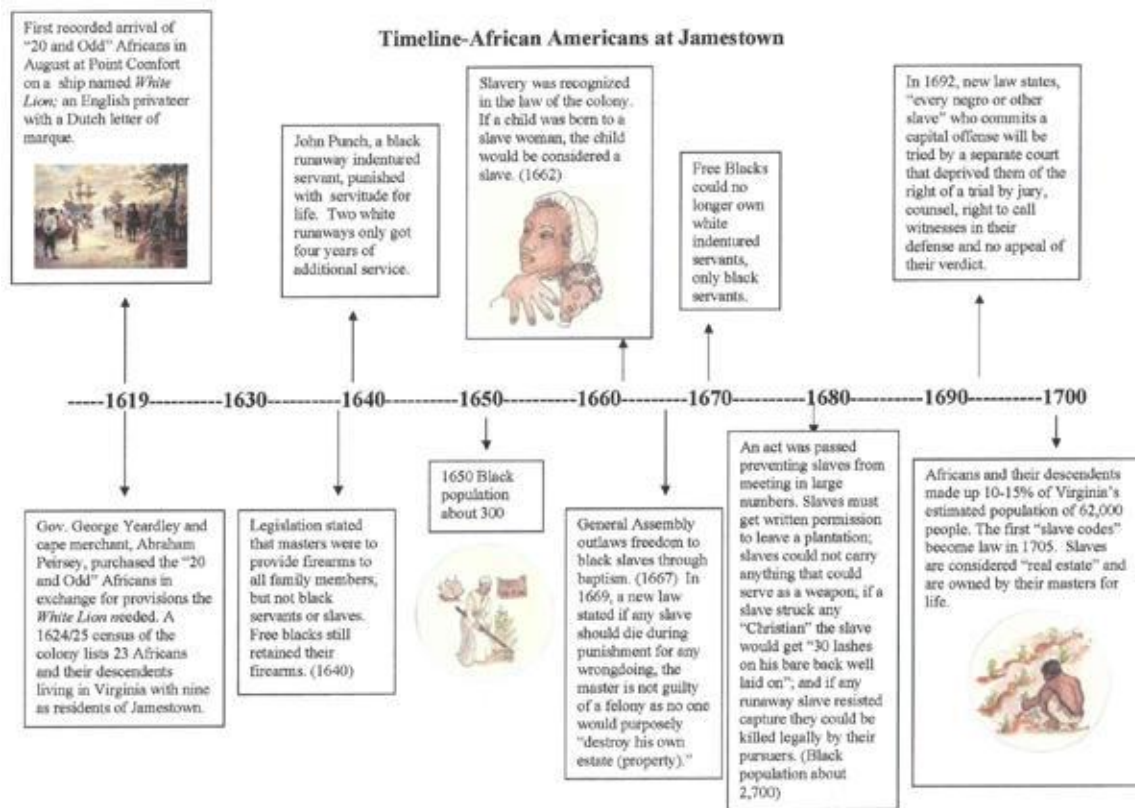 Timeline-African Americans at Jamestown
First recorded arrival of
"20 and Odd" Africans in
August at Point Comfort
on a ship named White
Lion; an English privateer
with a Dutch letter of
marque.
John Punch, a black
runaway indentured
servant, punished
with servitude for
life. Two white
runaways only got
four years of
additional service.
Slavery was recognized
in the law of the colony.
If a child was born to a
slave woman, the child
would be considered a
slave. (1662)
Free Blacks
could no
longer own
white
indentured
servants,
only black
servants.
In 1692, new law states,
"every negro or other
slave" who commits a
capital offense will be
tried by a separate court
that deprived them of the
right of a trial by jury,
counsel, right to call
witnesses in their
defense and no appeal of
their verdict.
-----1619---------1630---------1640---------1650---------1660---------1670---------1680---------1690---------1700
Gov. George Yeardley and
cape merchant, Abraham
Peirsey, purchased the "20
and Odd" Africans in
exchange for provisions the
White Lion needed. A
1624/25 census of the
colony lists 23 Africans
and their descendents
living in Virginia with nine
as residents of Jamestown.
Legislation stated
that masters were to
provide firearms to
all family members,
but not black
servants or slaves.
Free blacks still
retained their
firearms. (1640)
1650 Black
population
about 300
General Assembly
outlaws freedom to
black slaves through
baptism. (1667) In
1669, a new law
stated if any slave
should die during
punishment for any
wrongdoing, the
master is not guilty
of a felony as no one
would purposely
"destroy his own
estate (property)."
An act was passed
preventing slaves from
meeting in large
numbers. Slaves must
get written permission
to leave a plantation;
slaves could not carry
anything that could
serve as a weapon; if a
slave struck any
"Christian" the slave
would get "30 lashes
on his bare back well
laid on"; and if any
runaway slave resisted
capture they could be
killed legally by their
pursuers. (Black
population about
2,700)
Africans and their descendents
made up 10-15% of Virginia's
estimated population of 62,000
people. The first "slave codes"
become law in 1705. Slaves
are considered "real estate" and
are owned by their masters for
life.